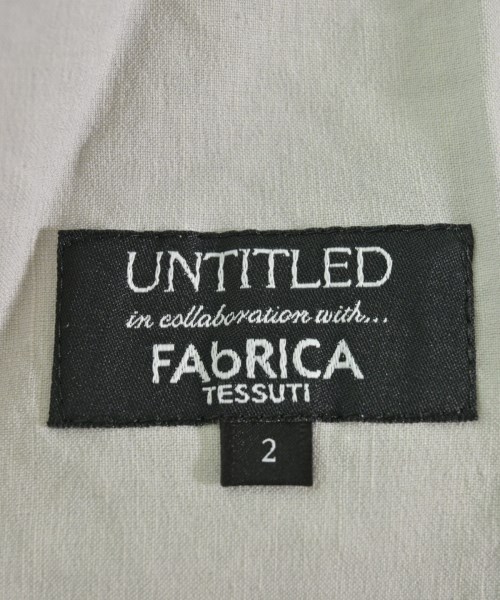 UNTITLED
in collaboration with...
FAbRICA
TESSUTI
2